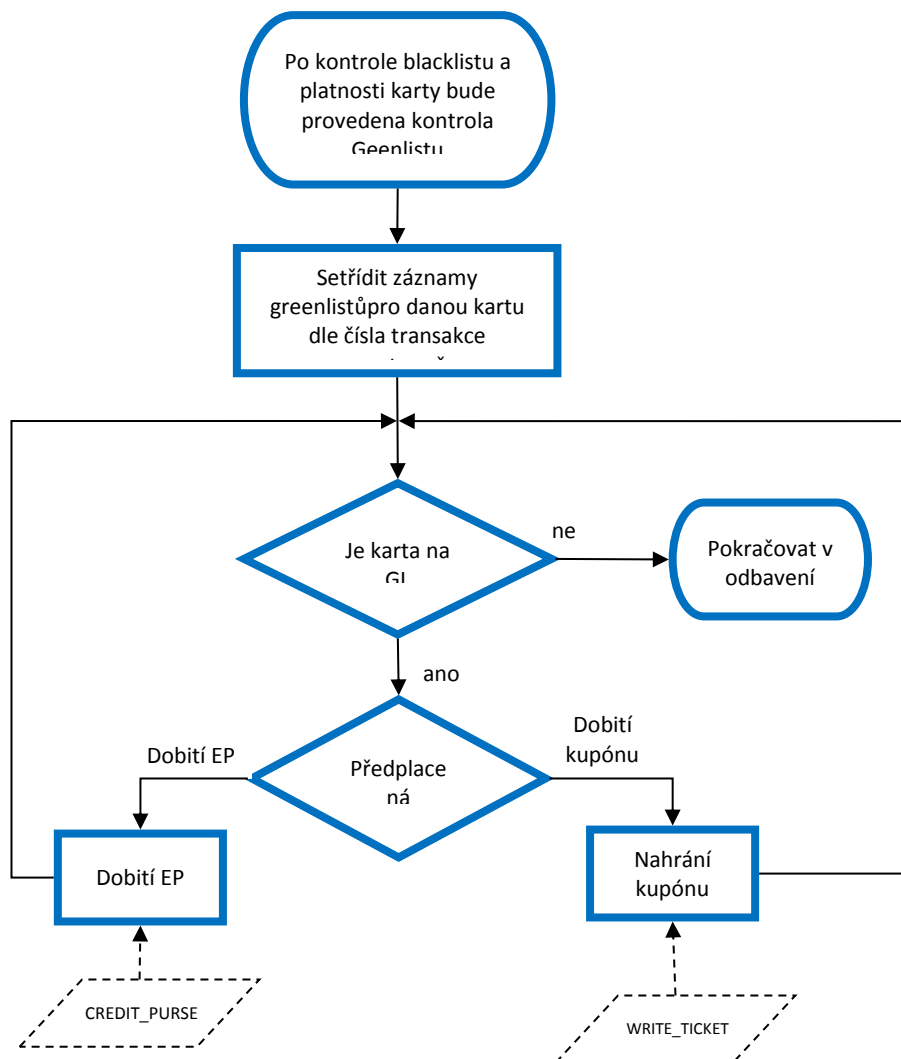 Po kontrole blacklistu a
platnosti karty bude
provedena kontrola
Geenlistu
Setřídit záznamy
greenlistůpro danou kartu
dle čísla transakce
Je karta na
ne
Pokračovat v
odbavení
ano
Dobití EP
Dobití
kupónu
Předplace
ná
Dobití EP
Nahrání
kupónu
CREDIT_PURSE
WRITE_TICKET